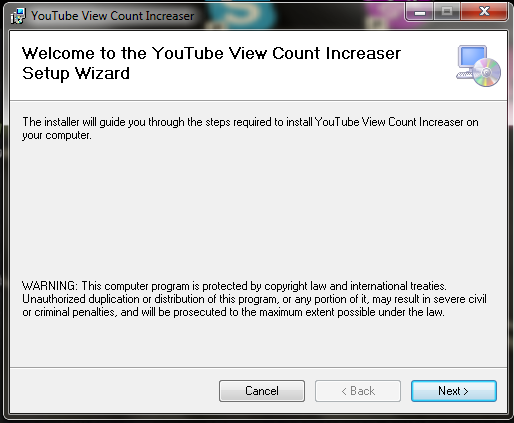 YouTube View Count Increaser
Welcome to the YouTube View Count Increaser
Setup Wizard
The installer will guide you through the steps required to install YouTube View Count Increaser on
your computer.
WARNING: This computer program is protected by copyright law and international treaties.
Unauthorized duplication or distribution of this program, or any portion of it, may result in severe civil
or criminal penalties, and will be prosecuted to the maximum extent possible under the law.
Cancel
< Back
Next >